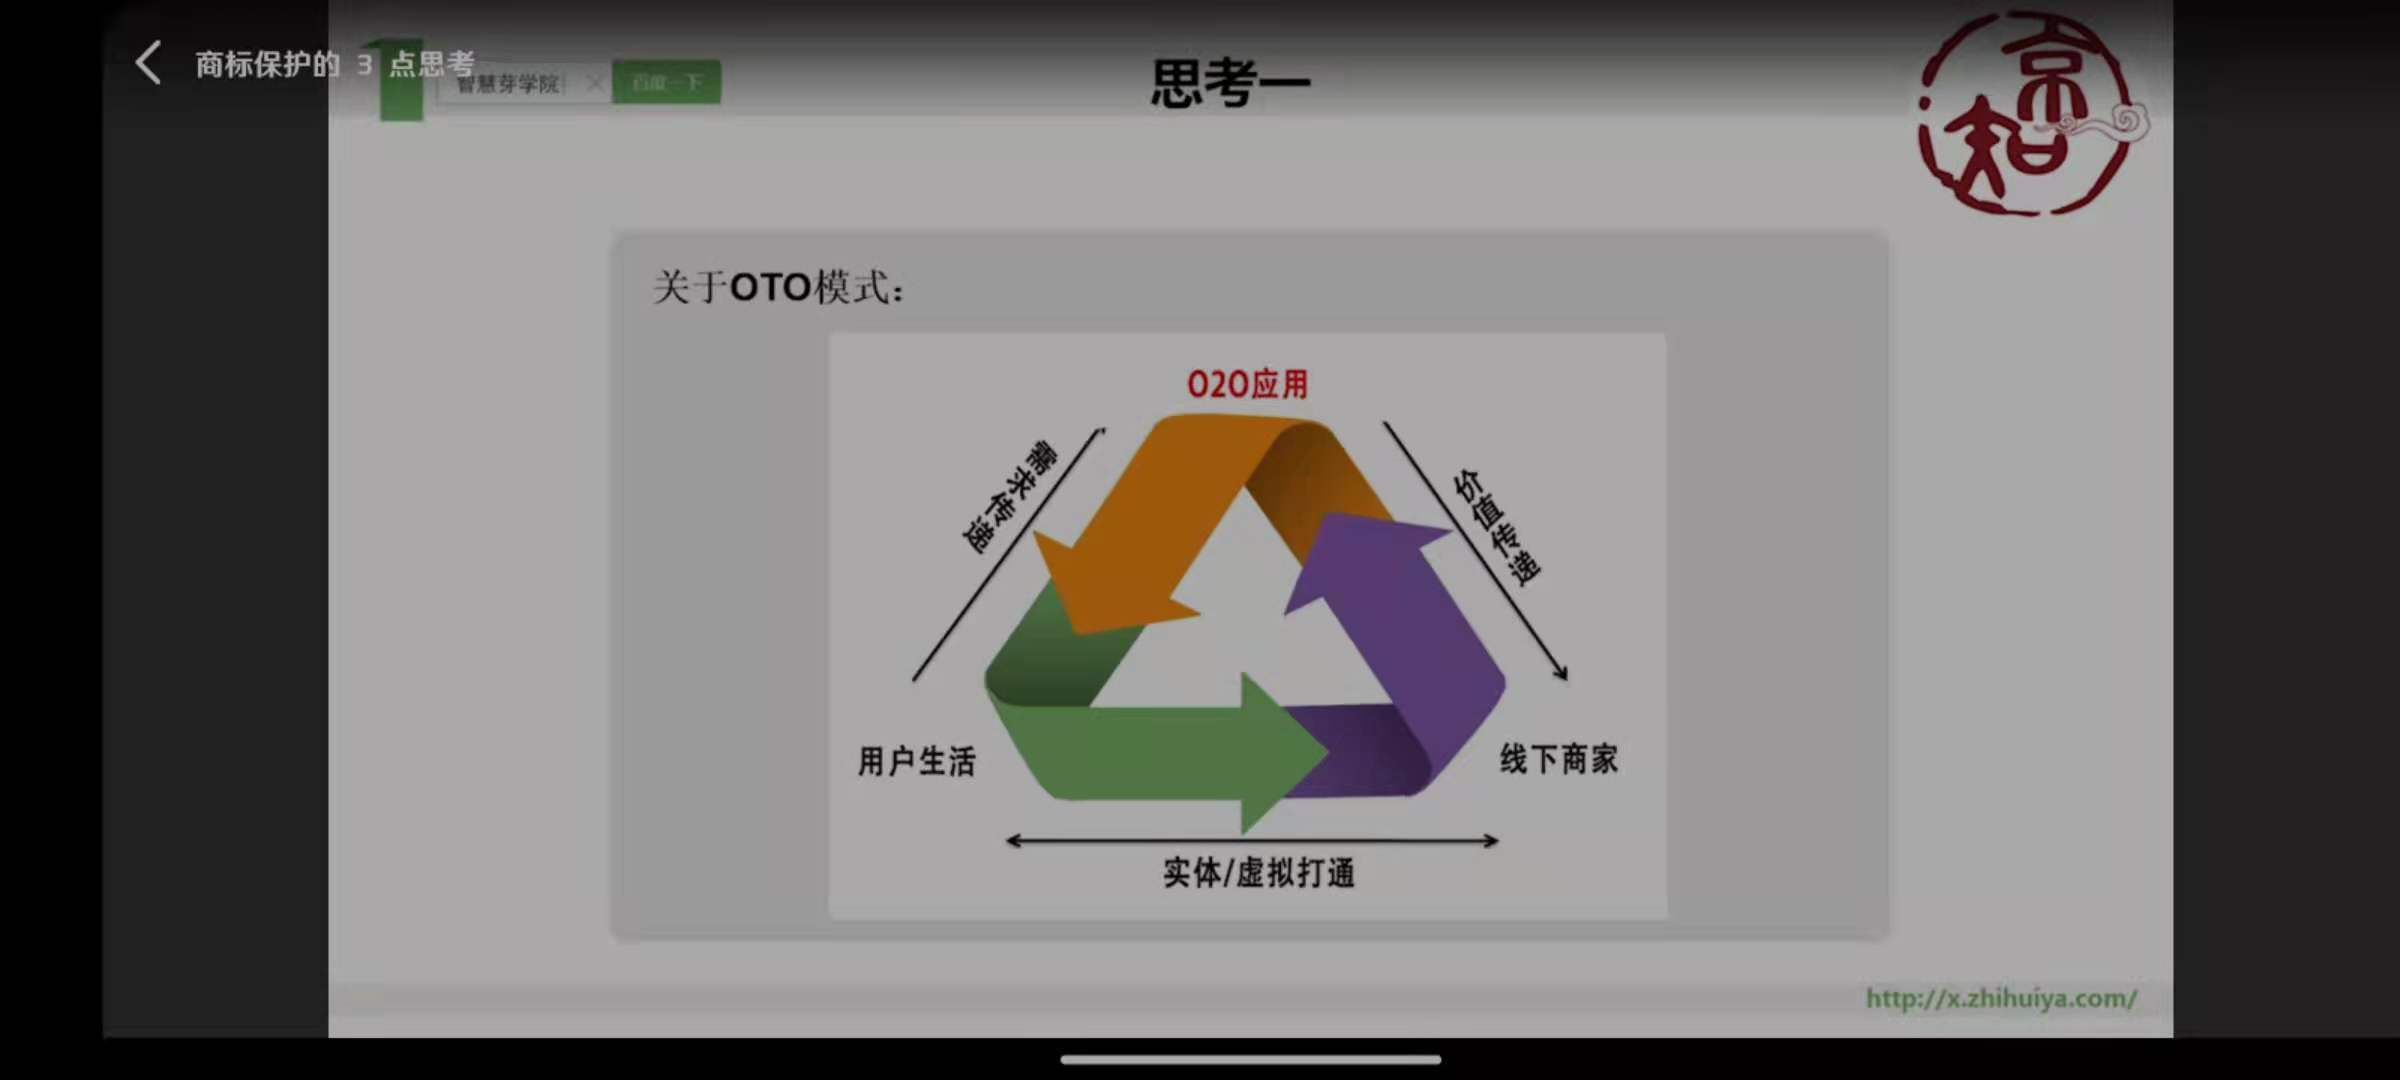 商标保护的 3 点思考
智慧芽学院
百度一下
思考一
京知
关于OTO模式：
O2O应用
需求传递
价值传递
用户生活
线下商家
实体/虚拟打通
http://x.zhihuiya.com/